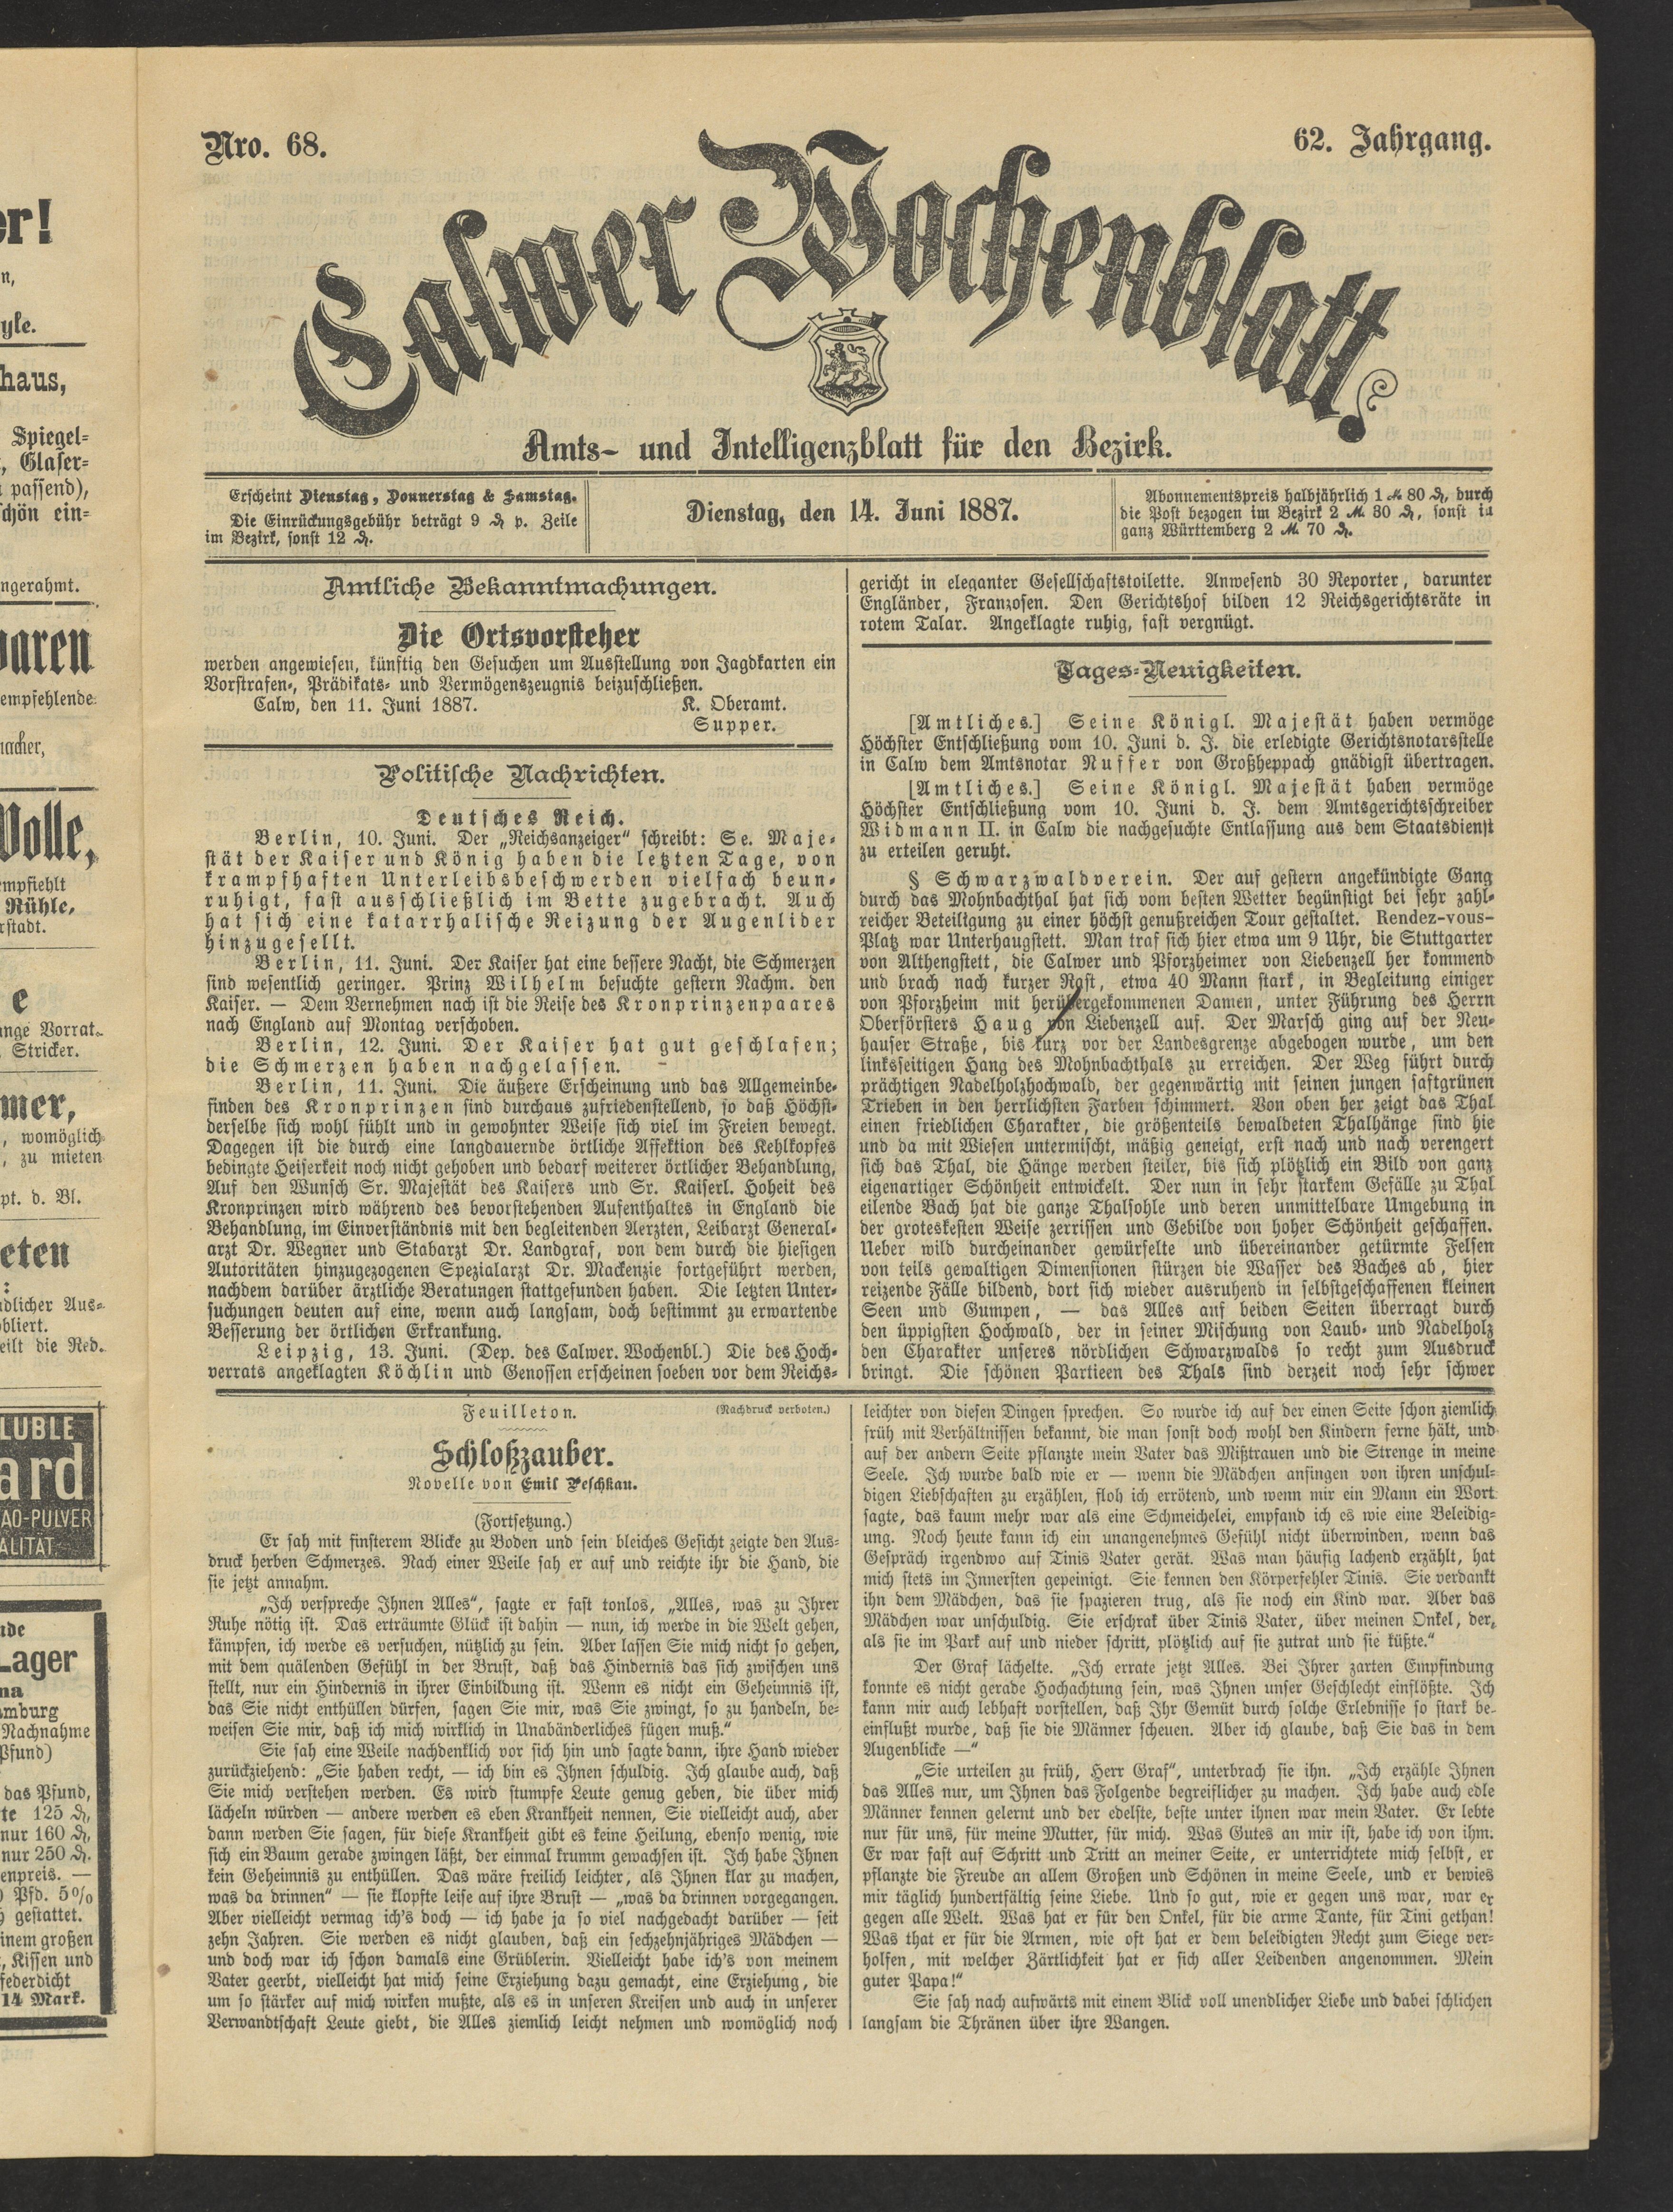 er!
n,
yle.
haus,
Spiegel-
, Glaser-
passend),
schön ein-
ngerahmt.
waren
empfehlende
macher,
Wolle,
empfiehlt
Rühle,
rstadt.
e
ange Vorrat.
Stricker.
mer,
, womöglich
, zu mieten
pt. d. Bl.
eten
:
dlicher Aus-
bliert.
eilt die Red.
LUBLE
ard
AO-PULVER
ALITÄT.
nde
Lager
na
amburg
Nachnahme
Pfund)
das Pfund,
te 125 ₰,
nur 160 ₰,
nur 250 ₰.
enpreis. —
Pfd. 5%
gestattet.
inem großen
, Kissen und
federdicht
14 Mark.
Nro. 68.
62. Jahrgang.
Calwer Wochenblatt.
Amts- und Intelligenzblatt für den Bezirk.
Erscheint Dienstag, Donnerstag & Samstag.
Die Einrückungsgebühr beträgt 9 ₰ p. Zeile
im Bezirk, sonst 12 ₰.
Dienstag, den 14. Juni 1887.
Abonnementspreis halbjährlich 1 ℳ 80 ₰, durch
die Post bezogen im Bezirk 2 ℳ. 30 ₰, sonst in
ganz Württemberg 2 ℳ. 70 ₰.
Amtliche Bekanntmachungen.
Die Ortsvorsteher
werden angewiesen, künftig den Gesuchen um Ausstellung von Jagdkarten ein
Vorstrafen-, Prädikats- und Vermögenszeugnis beizuschließen.
Calw, den 11. Juni 1887. K. Oberamt.
Supper.
Politische Nachrichten.
Deutsches Reich.
Berlin, 10. Juni. Der „Reichsanzeiger“ schreibt: Se. Maje-
stät der Kaiser und König haben die letzten Tage, von
krampfhaften Unterleibsbeschwerden vielfach beun-
ruhigt, fast ausschließlich im Bette zugebracht. Auch
hat sich eine katarrhalische Reizung der Augenlider
hinzugesellt.
Berlin, 11. Juni. Der Kaiser hat eine bessere Nacht, die Schmerzen
sind wesentlich geringer. Prinz Wilhelm besuchte gestern Nachm. den
Kaiser. — Dem Vernehmen nach ist die Reise des Kronprinzenpaares
nach England auf Montag verschoben.
Berlin, 12. Juni. Der Kaiser hat gut geschlafen;
die Schmerzen haben nachgelassen.
Berlin, 11. Juni. Die äußere Erscheinung und das Allgemeinbe-
finden des Kronprinzen sind durchaus zufriedenstellend, so daß Höchst-
derselbe sich wohl fühlt und in gewohnter Weise sich viel im Freien bewegt.
Dagegen ist die durch eine langdauernde örtliche Affektion des Kehlkopfes
bedingte Heiserkeit noch nicht gehoben und bedarf weiterer örtlicher Behandlung,
Auf den Wunsch Sr. Majestät des Kaisers und Sr. Kaiserl. Hoheit des
Kronprinzen wird während des bevorstehenden Aufenthaltes in England die
Behandlung, im Einverständnis mit den begleitenden Aerzten, Leibarzt General-
arzt Dr. Wegner und Stabarzt Dr. Landgraf, von dem durch die hiesigen
Autoritäten hinzugezogenen Spezialarzt Dr. Mackenzie fortgeführt werden,
nachdem darüber ärztliche Beratungen stattgefunden haben. Die letzten Unter-
suchungen deuten auf eine, wenn auch langsam, doch bestimmt zu erwartende
Besserung der örtlichen Erkrankung.
Leipzig, 13. Juni. (Dep. des Calwer. Wochenbl.) Die des Hoch-
verrats angeklagten Köchlin und Genossen erscheinen soeben vor dem Reichs-
gericht in eleganter Gesellschaftstoilette. Anwesend 30 Reporter, darunter
Engländer, Franzosen. Den Gerichtshof bilden 12 Reichsgerichtsräte in
rotem Talar. Angeklagte ruhig, fast vergnügt.
Tages-Neuigkeiten.
[Amtliches.] Seine Königl. Majestät haben vermöge
Höchster Entschließung vom 10. Juni d. J. die erledigte Gerichtsnotarsstelle
in Calw dem Amtsnotar Nuffer von Großheppach gnädigst übertragen.
[Amtliches.] Seine Königl. Majestät haben vermöge
Höchster Entschließung vom 10. Juni d. J. dem Amtsgerichtsschreiber
Widmann II. in Calw die nachgesuchte Entlassung aus dem Staatsdienst
zu erteilen geruht.
§ Schwarzwaldverein. Der auf gestern angekündigte Gang
durch das Mohnbachthal hat sich vom besten Wetter begünstigt bei sehr zahl-
reicher Beteiligung zu einer höchst genußreichen Tour gestaltet. Rendez-vous-
Platz war Unterhaugstett. Man traf sich hier etwa um 9 Uhr, die Stuttgarter
von Althengstett, die Calwer und Pforzheimer von Liebenzell her kommend
und brach nach kurzer Rast, etwa 40 Mann stark, in Begleitung einiger
von Pforzheim mit herübergekommenen Damen, unter Führung des Herrn
Oberförsters Haug von Liebenzell auf. Der Marsch ging auf der Neu-
hauser Straße, bis kurz vor der Landesgrenze abgebogen wurde, um den
linksseitigen Hang des Mohnbachthals zu erreichen. Der Weg führt durch
prächtigen Nadelholzhochwald, der gegenwärtig mit seinen jungen saftgrünen
Trieben in den herrlichsten Farben schimmert. Von oben her zeigt das Thal
einen friedlichen Charakter, die größenteils bewaldeten Thalhänge sind hie
und da mit Wiesen untermischt, mäßig geneigt, erst nach und nach verengert
sich das Thal, die Hänge werden steiler, bis sich plötzlich ein Bild von ganz
eigenartiger Schönheit entwickelt. Der nun in sehr starkem Gefälle zu Thal
eilende Bach hat die ganze Thalsohle und deren unmittelbare Umgebung in
der groteskesten Weise zerrissen und Gebilde von hoher Schönheit geschaffen.
Ueber wild durcheinander gewürfelte und übereinander getürmte Felsen
von teils gewaltigen Dimensionen stürzen die Wasser des Baches ab, hier
reizende Fälle bildend, dort sich wieder ausruhend in selbstgeschaffenen kleinen
Seen und Gumpen, — das Alles auf beiden Seiten überragt durch
den üppigsten Hochwald, der in seiner Mischung von Laub- und Nadelholz
den Charakter unseres nördlichen Schwarzwalds so recht zum Ausdruck
bringt. Die schönen Partieen des Thals sind derzeit noch sehr schwer
Feuilleton. (Nachdruck verboten.)
Schloßzauber.
Novelle von Emil Peschkau.
(Fortsetzung.)
Er sah mit finsterem Blicke zu Boden und sein bleiches Gesicht zeigte den Aus-
druck herben Schmerzes. Nach einer Weile sah er auf und reichte ihr die Hand, die
sie jetzt annahm.
„Ich verspreche Ihnen Alles“, sagte er fast tonlos, „Alles, was zu Ihrer
Ruhe nötig ist. Das erträumte Glück ist dahin — nun, ich werde in die Welt gehen,
kämpfen, ich werde es versuchen, nützlich zu sein. Aber lassen Sie mich nicht so gehen,
mit dem quälenden Gefühl in der Brust, daß das Hindernis das sich zwischen uns
stellt, nur ein Hindernis in ihrer Einbildung ist. Wenn es nicht ein Geheimnis ist,
das Sie nicht enthüllen dürfen, sagen Sie mir, was Sie zwingt, so zu handeln, be-
weisen Sie mir, daß ich mich wirklich in Unabänderliches fügen muß.“
Sie sah eine Weile nachdenklich vor sich hin und sagte dann, ihre Hand wieder
zurückziehend: „Sie haben recht, — ich bin es Ihnen schuldig. Ich glaube auch, daß
Sie mich verstehen werden. Es wird stumpfe Leute genug geben, die über mich
lächeln würden — andere werden es eben Krankheit nennen, Sie vielleicht auch, aber
dann werden Sie sagen, für diese Krankheit gibt es keine Heilung, ebenso wenig, wie
sich ein Baum gerade zwingen läßt, der einmal krumm gewachsen ist. Ich habe Ihnen
kein Geheimnis zu enthüllen. Das wäre freilich leichter, als Ihnen klar zu machen,
was da drinnen“ — sie klopfte leise auf ihre Brust — „was da drinnen vorgegangen.
Aber vielleicht vermag ich's doch — ich habe ja so viel nachgedacht darüber — seit
zehn Jahren. Sie werden es nicht glauben, daß ein sechzehnjähriges Mädchen —
und doch war ich schon damals eine Grüblerin. Vielleicht habe ich's von meinem
Vater geerbt, vielleicht hat mich seine Erziehung dazu gemacht, eine Erziehung, die
um so stärker auf mich wirken mußte, als es in unseren Kreisen und auch in unserer
Verwandtschaft Leute giebt, die Alles ziemlich leicht nehmen und womöglich noch
leichter von diesen Dingen sprechen. So wurde ich auf der einen Seite schon ziemlich
früh mit Verhältnissen bekannt, die man sonst doch wohl den Kindern ferne hält, und
auf der andern Seite pflanzte mein Vater das Mißtrauen und die Strenge in meine
Seele. Ich wurde bald wie er — wenn die Mädchen anfingen von ihren unschul-
digen Liebschaften zu erzählen, floh ich errötend, und wenn mir ein Mann ein Wort
sagte, das kaum mehr war als eine Schmeichelei, empfand ich es wie eine Beleidig-
ung. Noch heute kann ich ein unangenehmes Gefühl nicht überwinden, wenn das
Gespräch irgendwo auf Tinis Vater gerät. Was man häufig lachend erzählt, hat
mich stets im Innersten gepeinigt. Sie kennen den Körperfehler Tinis. Sie verdankt
ihn dem Mädchen, das sie spazieren trug, als sie noch ein Kind war. Aber das
Mädchen war unschuldig. Sie erschrak über Tinis Vater, über meinen Onkel, der,
als sie im Park auf und nieder schritt, plötzlich auf sie zutrat und sie küßte.“
Der Graf lächelte. „Ich errate jetzt Alles. Bei Ihrer zarten Empfindung
konnte es nicht gerade Hochachtung sein, was Ihnen unser Geschlecht einflößte. Ich
kann mir auch lebhaft vorstellen, daß Ihr Gemüt durch solche Erlebnisse so stark be-
einflußt wurde, daß sie die Männer scheuen. Aber ich glaube, daß Sie das in dem
Augenblicke —“
„Sie urteilen zu früh, Herr Graf“, unterbrach sie ihn. „Ich erzähle Ihnen
das Alles nur, um Ihnen das Folgende begreiflicher zu machen. Ich habe auch edle
Männer kennen gelernt und der edelste, beste unter ihnen war mein Vater. Er lebte
nur für uns, für meine Mutter, für mich. Was Gutes an mir ist, habe ich von ihm.
Er war fast auf Schritt und Tritt an meiner Seite, er unterrichtete mich selbst, er
pflanzte die Freude an allem Großen und Schönen in meine Seele, und er bewies
mir täglich hundertfältig seine Liebe. Und so gut, wie er gegen uns war, war er
gegen alle Welt. Was hat er für den Onkel, für die arme Tante, für Tini gethan!
Was that er für die Armen, wie oft hat er dem beleidigten Recht zum Siege ver-
holfen, mit welcher Zärtlichkeit hat er sich aller Leidenden angenommen. Mein
guter Papa!“
Sie sah nach aufwärts mit einem Blick voll unendlicher Liebe und dabei schlichen
langsam die Thränen über ihre Wangen.